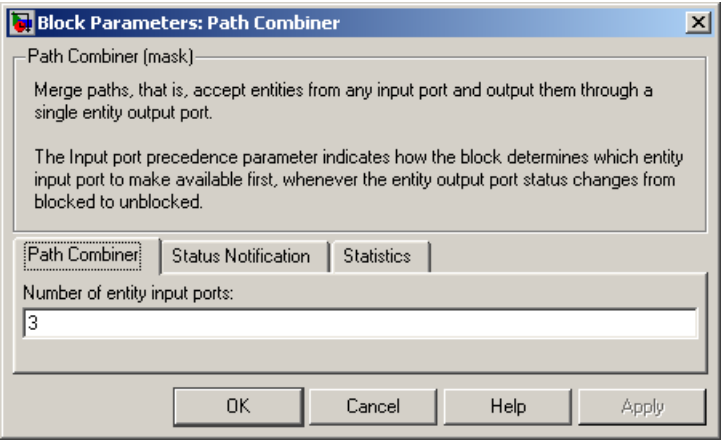 Block Parameters: Path Combiner
Path Combiner (mask)
Merge paths, that is, accept entities from any input port and output them through a
single entity output port.
The Input port precedence parameter indicates how the block determines which entity
input port to make available first, whenever the entity output port status changes from
blocked to unblocked.
Path Combiner Status Notification Statistics
Number of entity input ports:
3
OK Cancel Help Apply